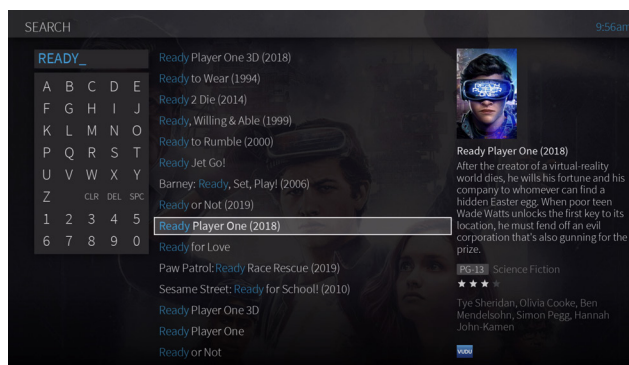 SEARCH
9:56am
READY_
A B C D E
F G H I J
K L M N O
P Q R S T
U V W X Y
Z CLR DEL SPC
1 2 3 4 5
6 7 8 9 0
Ready Player One 3D (2018)
Ready to Wear (1994)
Ready 2 Die (2014)
Ready, Willing & Able (1999)
Ready to Rumble (2000)
Ready Jet Go!
Barney: Ready, Set, Play! (2006)
Ready or Not (2019)
Ready Player One (2018)
Ready for Love
Paw Patrol: Ready Race Rescue (2019)
Sesame Street: Ready for School! (2010)
Ready Player One 3D
Ready Player One
Ready or Not
READY PLAYER ONE
Ready Player One (2018)
After the creator of a virtual-reality
world dies, he wills his fortune and his
company to whomever can find a
hidden Easter egg. When poor teen
Wade Watts unlocks the first key to its
location, he must fend off an evil
corporation that's also gunning for the
prize.
PG-13 Science Fiction
Tye Sheridan, Olivia Cooke, Ben
Mendelsohn, Simon Pegg, Hannah
John-Kamen
VUDU